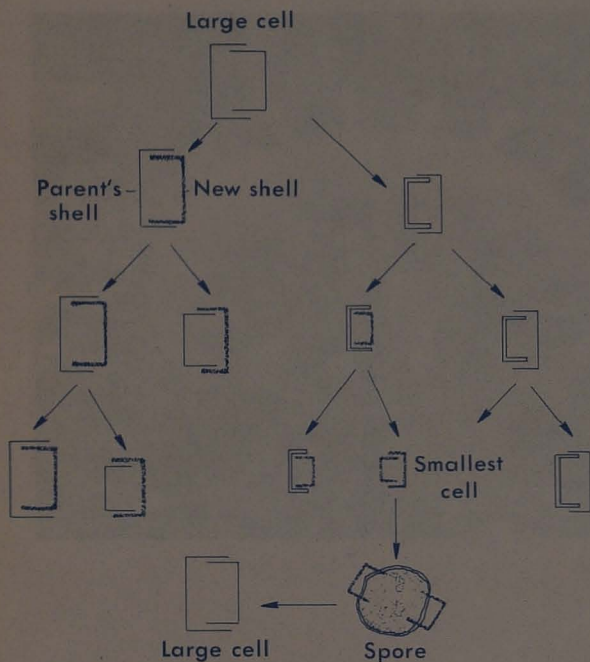 Large cell
Parent's
shell
New shell
Smallest
cell
Large cell
Spore